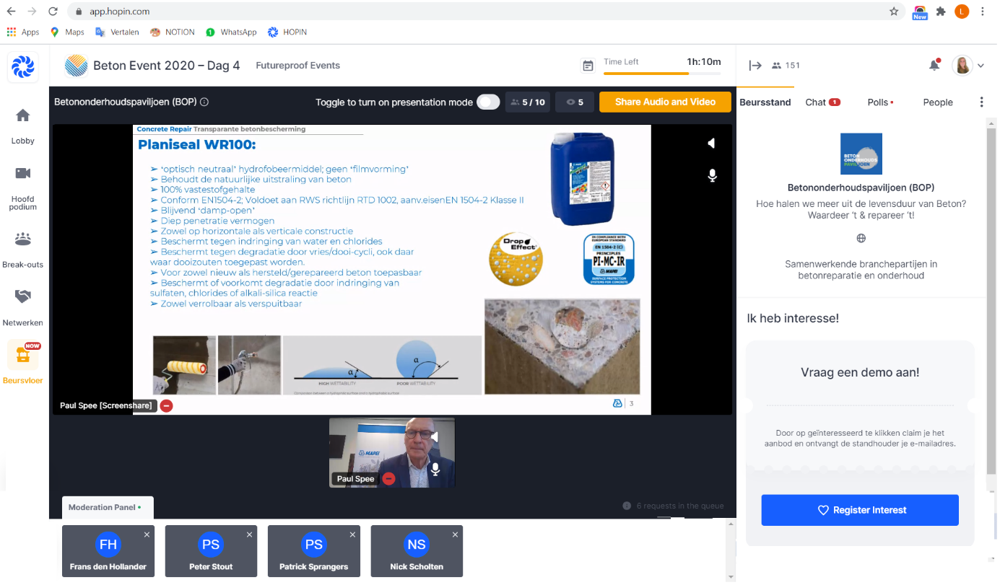 app.hopin.com
New
L
Apps
Maps
Vertalen
NOTION
1
WhatsApp
HOPIN
Beton Event 2020 – Dag 4
Futureproof Events
Time Left
1h:10m
151
Lobby
Hoofd
podium
Break-outs
Netwerken
NOW
Beursvloer
Betononderhoudspaviljoen (BOP)
Toggle to turn on presentation mode
5 / 10
5
Share Audio and Video
Concrete Repair Transparante betonbescherming
Planiseal WR100:
➢ ‘optisch neutraal’ hydrofobeermiddel; geen ‘filmvorming’
➢ Behoudt de natuurlijke uitstraling van beton
➢ 100% vastestofgehalte
➢ Conform EN1504-2; Voldoet aan RWS richtlijn RTD 1002, aanv.eisenEN 1504-2 Klasse II
➢ Blijvend ‘damp-open’
➢ Diep penetratie vermogen
➢ Zowel op horizontale als verticale constructie
➢ Beschermt tegen indringing van water en chlorides
➢ Beschermt tegen degradatie door vries/dooi-cycli, ook daar
waar dooizouten toegepast worden.
➢ Voor zowel nieuw als hersteld/gerepareerd beton toepasbaar
➢ Beschermt of voorkomt degradatie door indringing van
sulfaten, chlorides of alkali-silica reactie
➢ Zowel verrolbaar als verspuitbaar
Drop
Effect
IN COMPLIANCE WITH
EUROPEAN STANDARD
EN 1504-2 (C)
PRINCIPLES
PI-MC-IR
MAPEI
SURFACE PROTECTION
SYSTEMS FOR CONCRETE
α
α
HIGH WETTABILITY
POOR WETTABILITY
Comparison between a hydrophilic surface and a hydrophobic surface
3
Paul Spee [Screenshare]
MAPEI
Paul Spee
Moderation Panel
6 requests in the queue
FH
Frans den Hollander
PS
Peter Stout
PS
Patrick Sprangers
NS
Nick Scholten
Beursstand
Chat
1
Polls
People
BETON
ONDERHOUDS
PAVILJOEN
Betononderhoudspaviljoen (BOP)
Hoe halen we meer uit de levensduur van Beton?
Waardeer ‘t & repareer ‘t!
Samenwerkende branchepartijen in
betonreparatie en onderhoud
Ik heb interesse!
Vraag een demo aan!
Door op geïnteresseerd te klikken claim je het
aanbod en ontvangt de standhouder je e-mailadres.
Register Interest